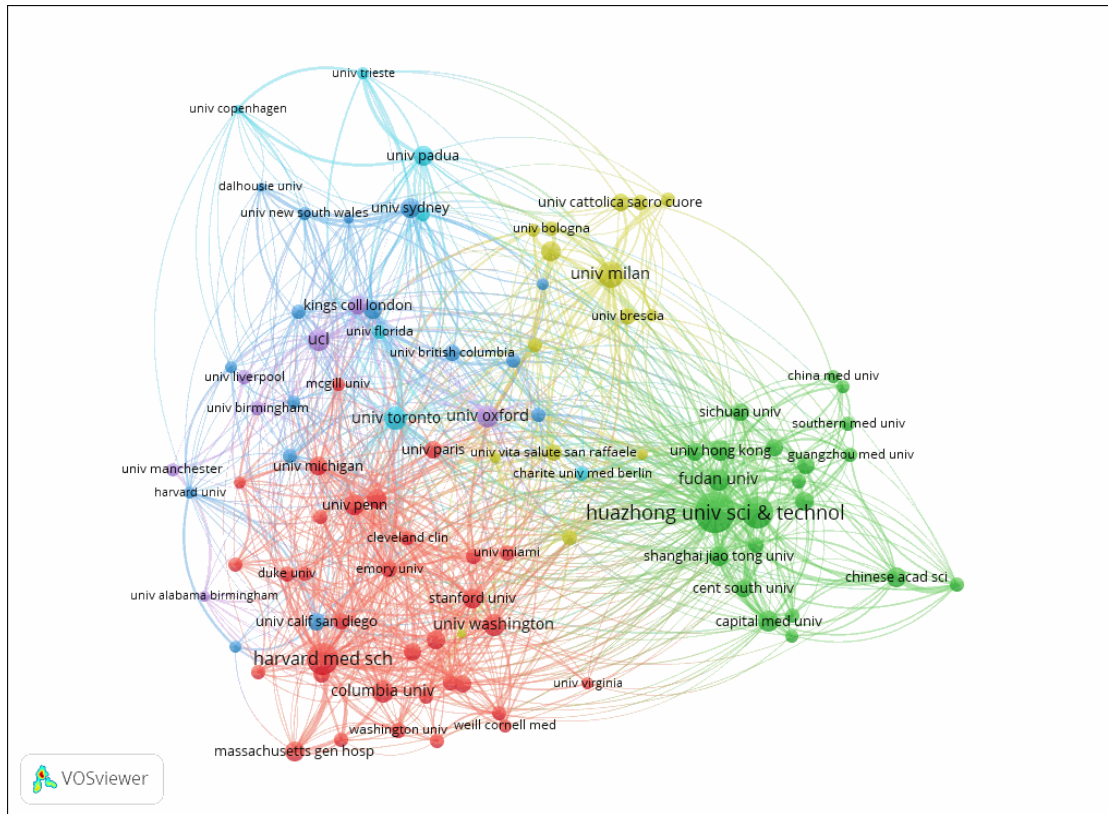 univ trieste
univ copenhagen
univ padua
dalhousie univ
univ cattolica sacro cuore
univ new south wales
univ sydney
univ bologna
univ milan
kings coll london
univ brescia
univ florida
ucl
univ british columbia
univ liverpool
mcgill univ
china med univ
univ birmingham
univ toronto
univ oxford
sichuan univ
southern med univ
univ paris
univ vita salute san raffaele
univ hong kong
guangzhou med univ
univ manchester
univ michigan
charite univ med berlin
fudan univ
harvard univ
univ penn
huazhong univ sci & technol
cleveland clin
univ miami
shanghai jiao tong univ
duke univ
emory univ
chinese acad sci
univ alabama birmingham
stanford univ
cent south univ
univ calif san diego
univ washington
capital med univ
harvard med sch
columbia univ
univ virginia
washington univ
weill cornell med
massachusetts gen hosp
VOSviewer